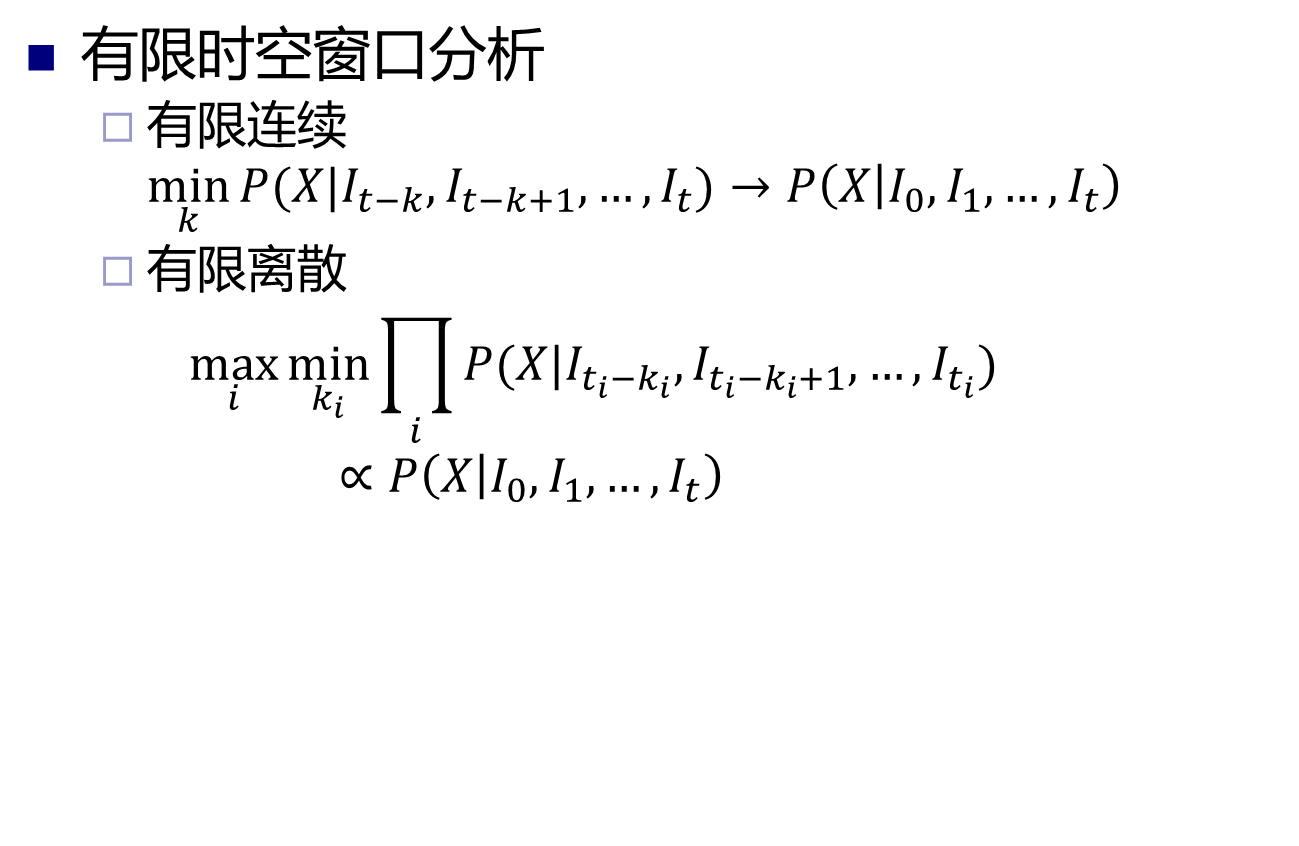 有限时空窗口分析
有限连续
min_k P(X|I_{t−k}, I_{t−k+1}, … , I_t) → P(X|I_0, I_1, … , I_t)
有限离散
max_i min_{k_i} ∏_i P(X|I_{t_i−k_i}, I_{t_i−k_i+1}, … , I_{t_i})
∝ P(X|I_0, I_1, … , I_t)